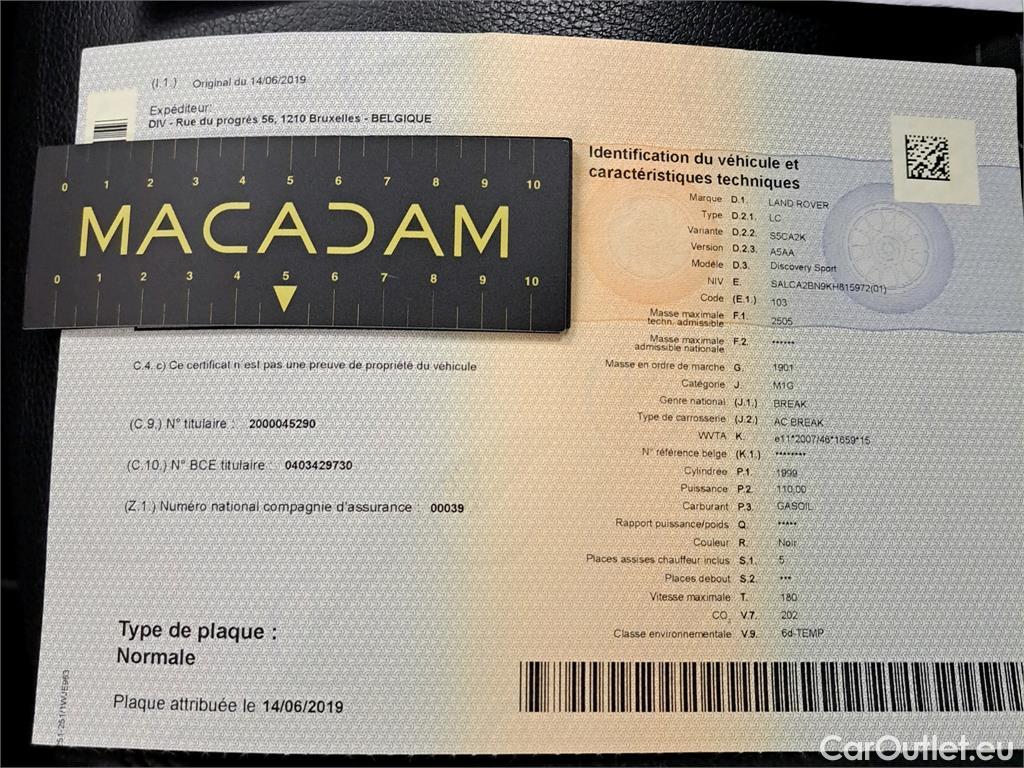 (I.1.) Original du 14/06/2019
Expéditeur:
DIV - Rue du progrès 56, 1210 Bruxelles - BELGIQUE
0 1 2 3 4 5 6 7 8 9 10
MACADAM
0 1 2 3 4 5 6 7 8 9 10
C.4. c) Ce certificat n'est pas une preuve de propriété du véhicule
(C.9.) N° titulaire : 2000045290
(C.10.) N° BCE titulaire : 0403429730
(Z.1.) Numéro national compagnie d'assurance : 00039
Type de plaque :
Normale
Plaque attribuée le 14/06/2019
Identification du véhicule et
caractéristiques techniques
Marque D.1. LAND ROVER
Type D.2.1. LC
Variante D.2.2. S5CA2K
Version D.2.3. A5AA
Modèle D.3. Discovery Sport
NIV E. SALCA2BN9KH815972(01)
Code (E.1.) 103
Masse maximale
techn. admissible F.1. 2505
Masse maximale
admissible nationale F.2. ******
Masse en ordre de marche G. 1901
Catégorie J. M1G
Genre national (J.1.) BREAK
Type de carrosserie (J.2.) AC BREAK
WVTA K. e11*2007/46*1659*15
N° référence belge (K.1.) ********
Cylindrée P.1. 1999
Puissance P.2. 110,00
Carburant P.3. GASOIL
Rapport puissance/poids Q. *****
Couleur R. Noir
Places assises chauffeur inclus S.1. 5
Places debout S.2. ***
Vitesse maximale T. 180
CO₂ V.7. 202
Classe environnementale V.9. 6d-TEMP
CarOutlet.eu